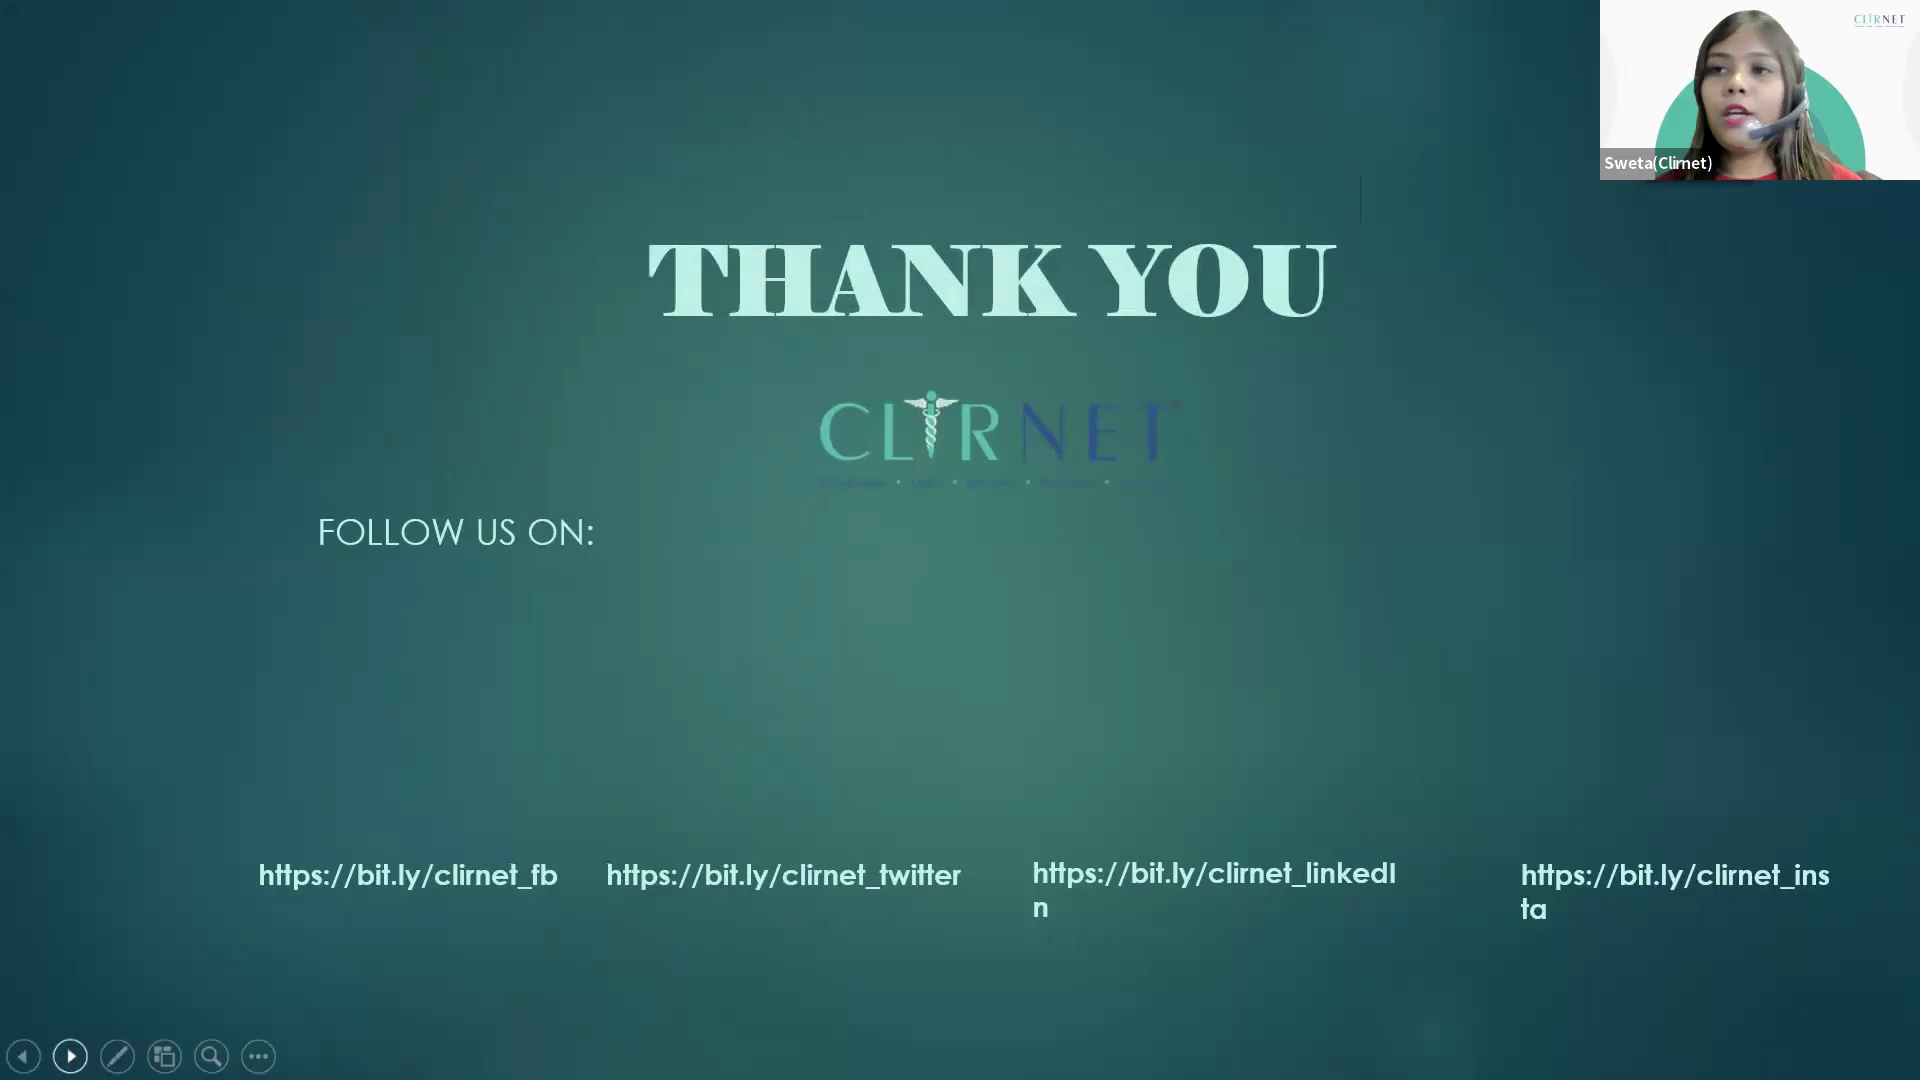 CLIRNET
Sweta(Clirnet)
THANK YOU
CLIRNET
FOLLOW US ON:
https://bit.ly/clirnet_fb
https://bit.ly/clirnet_twitter
https://bit.ly/clirnet_linkedI
n
https://bit.ly/clirnet_ins
ta